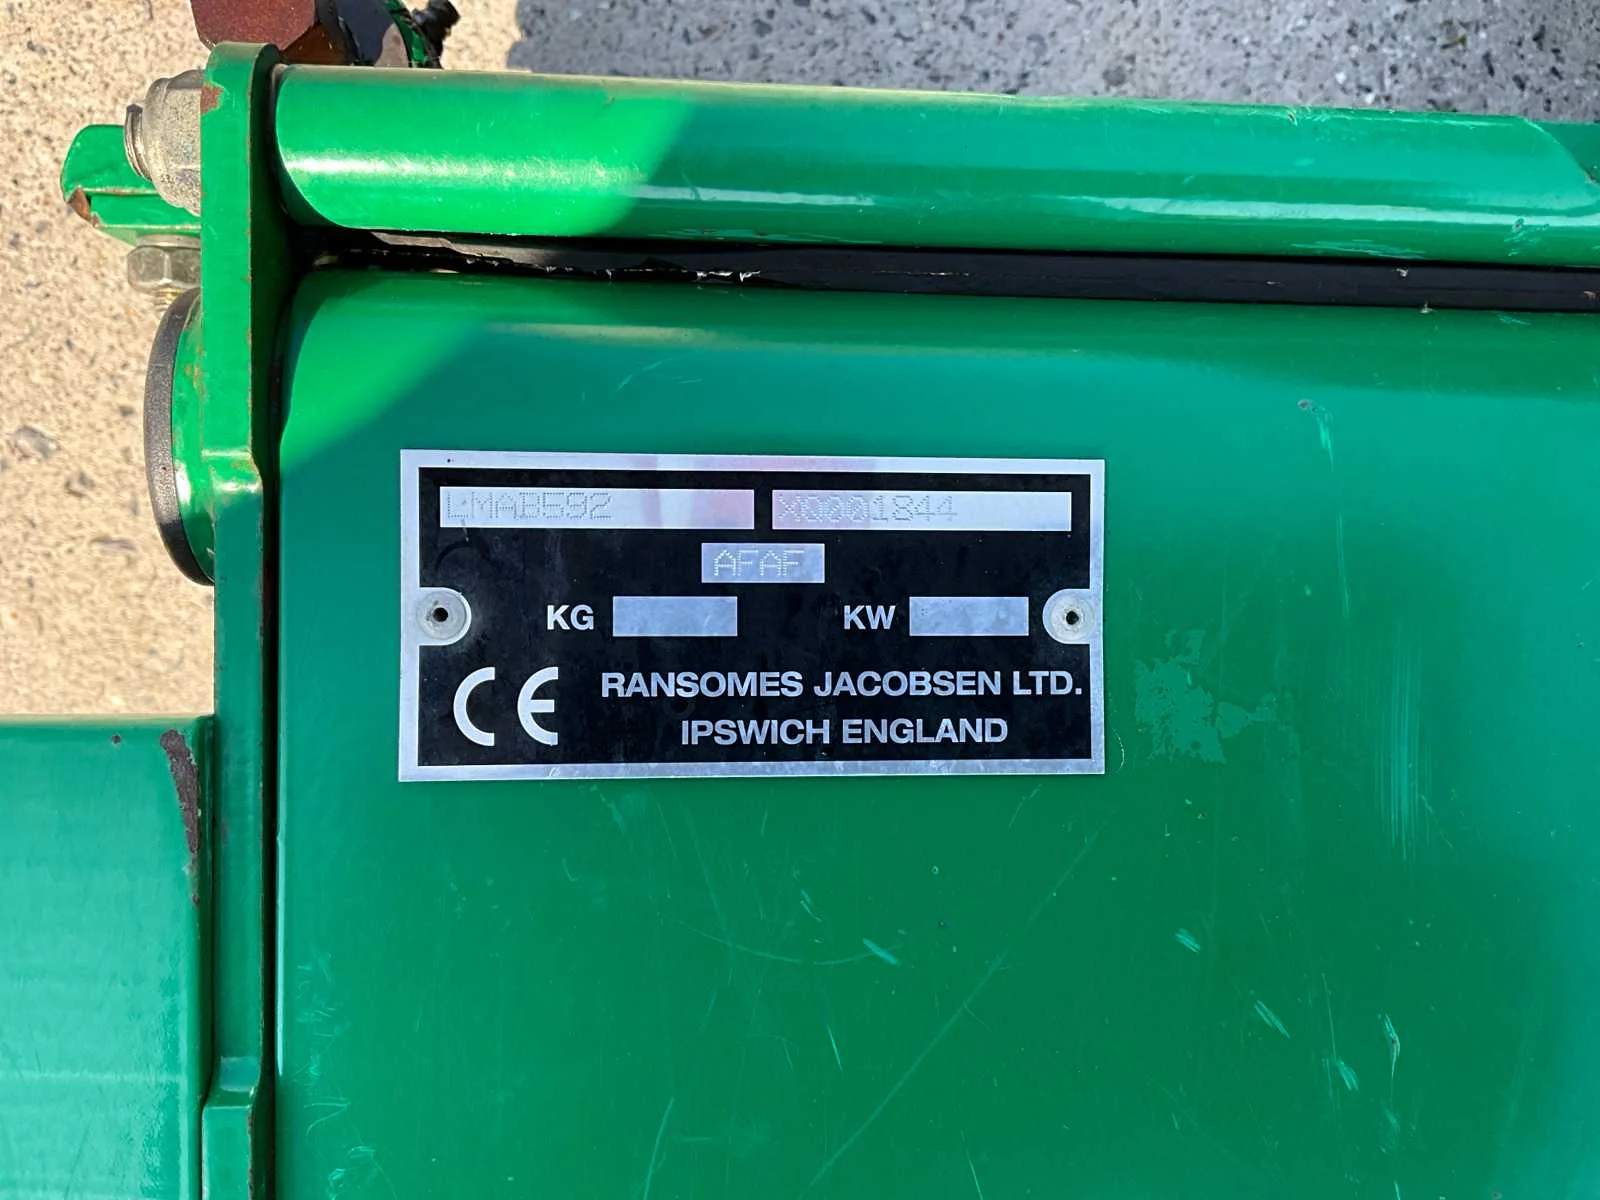 LMAB592 XQ001844
AFAF
KG KW
CE RANSOMES JACOBSEN LTD.
IPSWICH ENGLAND